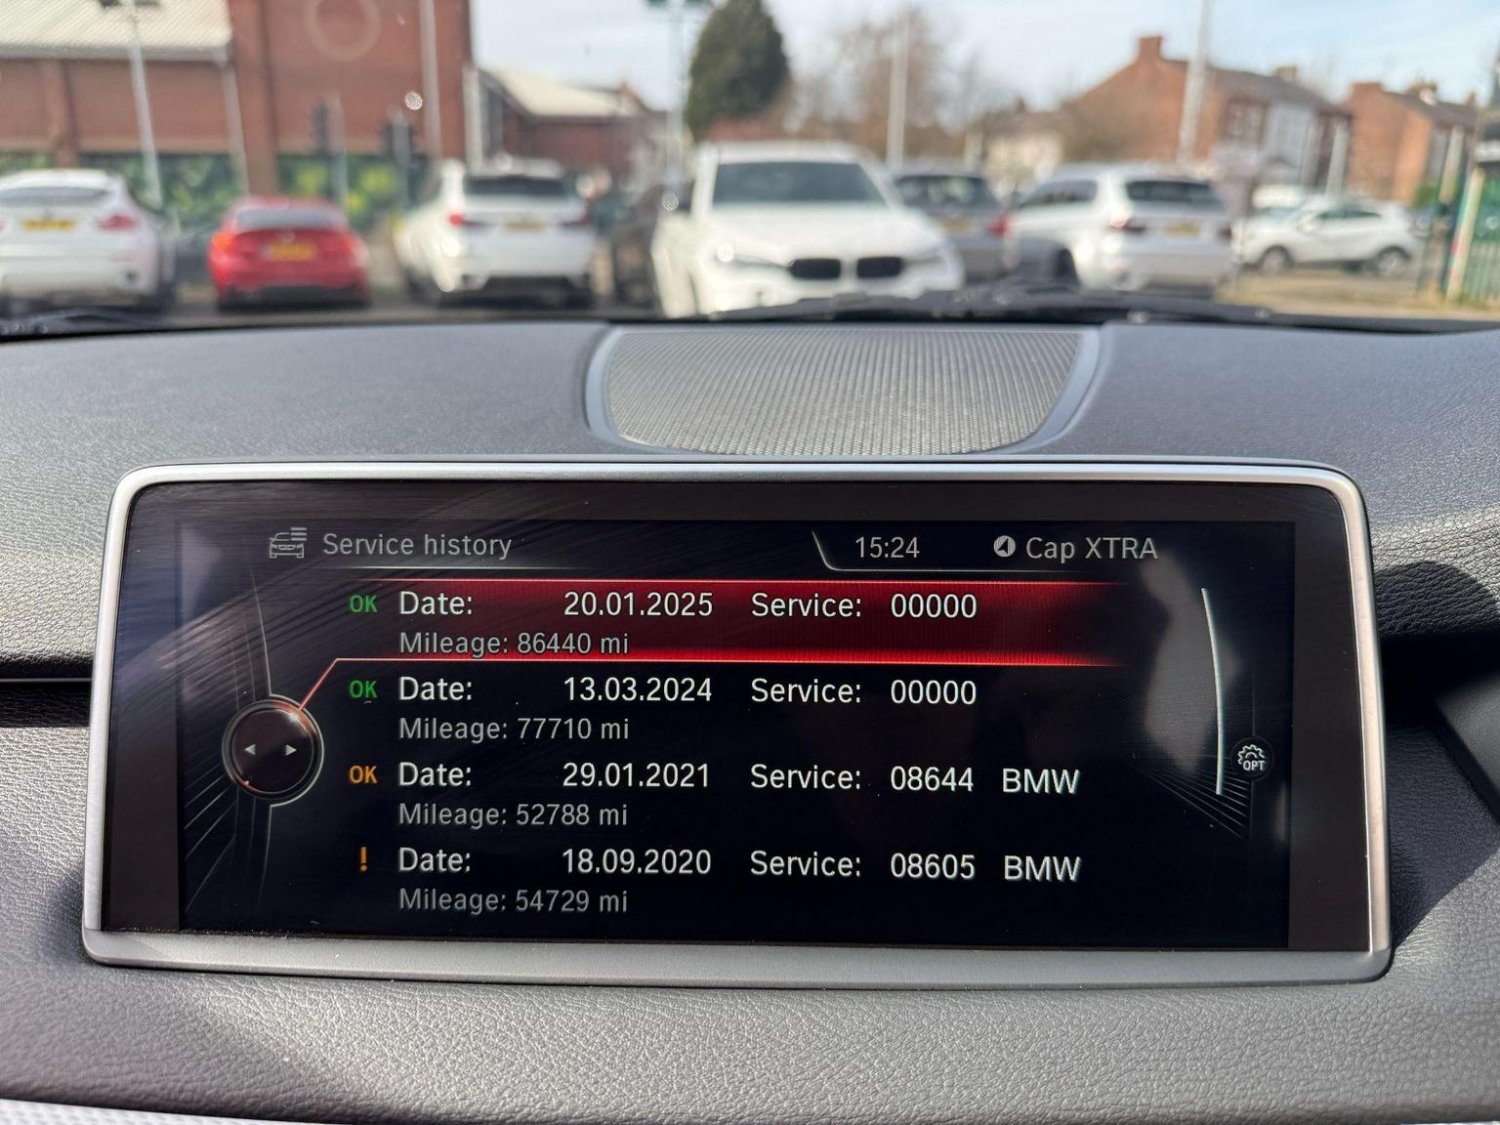 Service history 15:24 Cap XTRA
OK Date: 20.01.2025 Service: 00000
Mileage: 86440 mi
OK Date: 13.03.2024 Service: 00000
Mileage: 77710 mi
OK Date: 29.01.2021 Service: 08644 BMW
Mileage: 52788 mi
! Date: 18.09.2020 Service: 08605 BMW
Mileage: 54729 mi
OPT